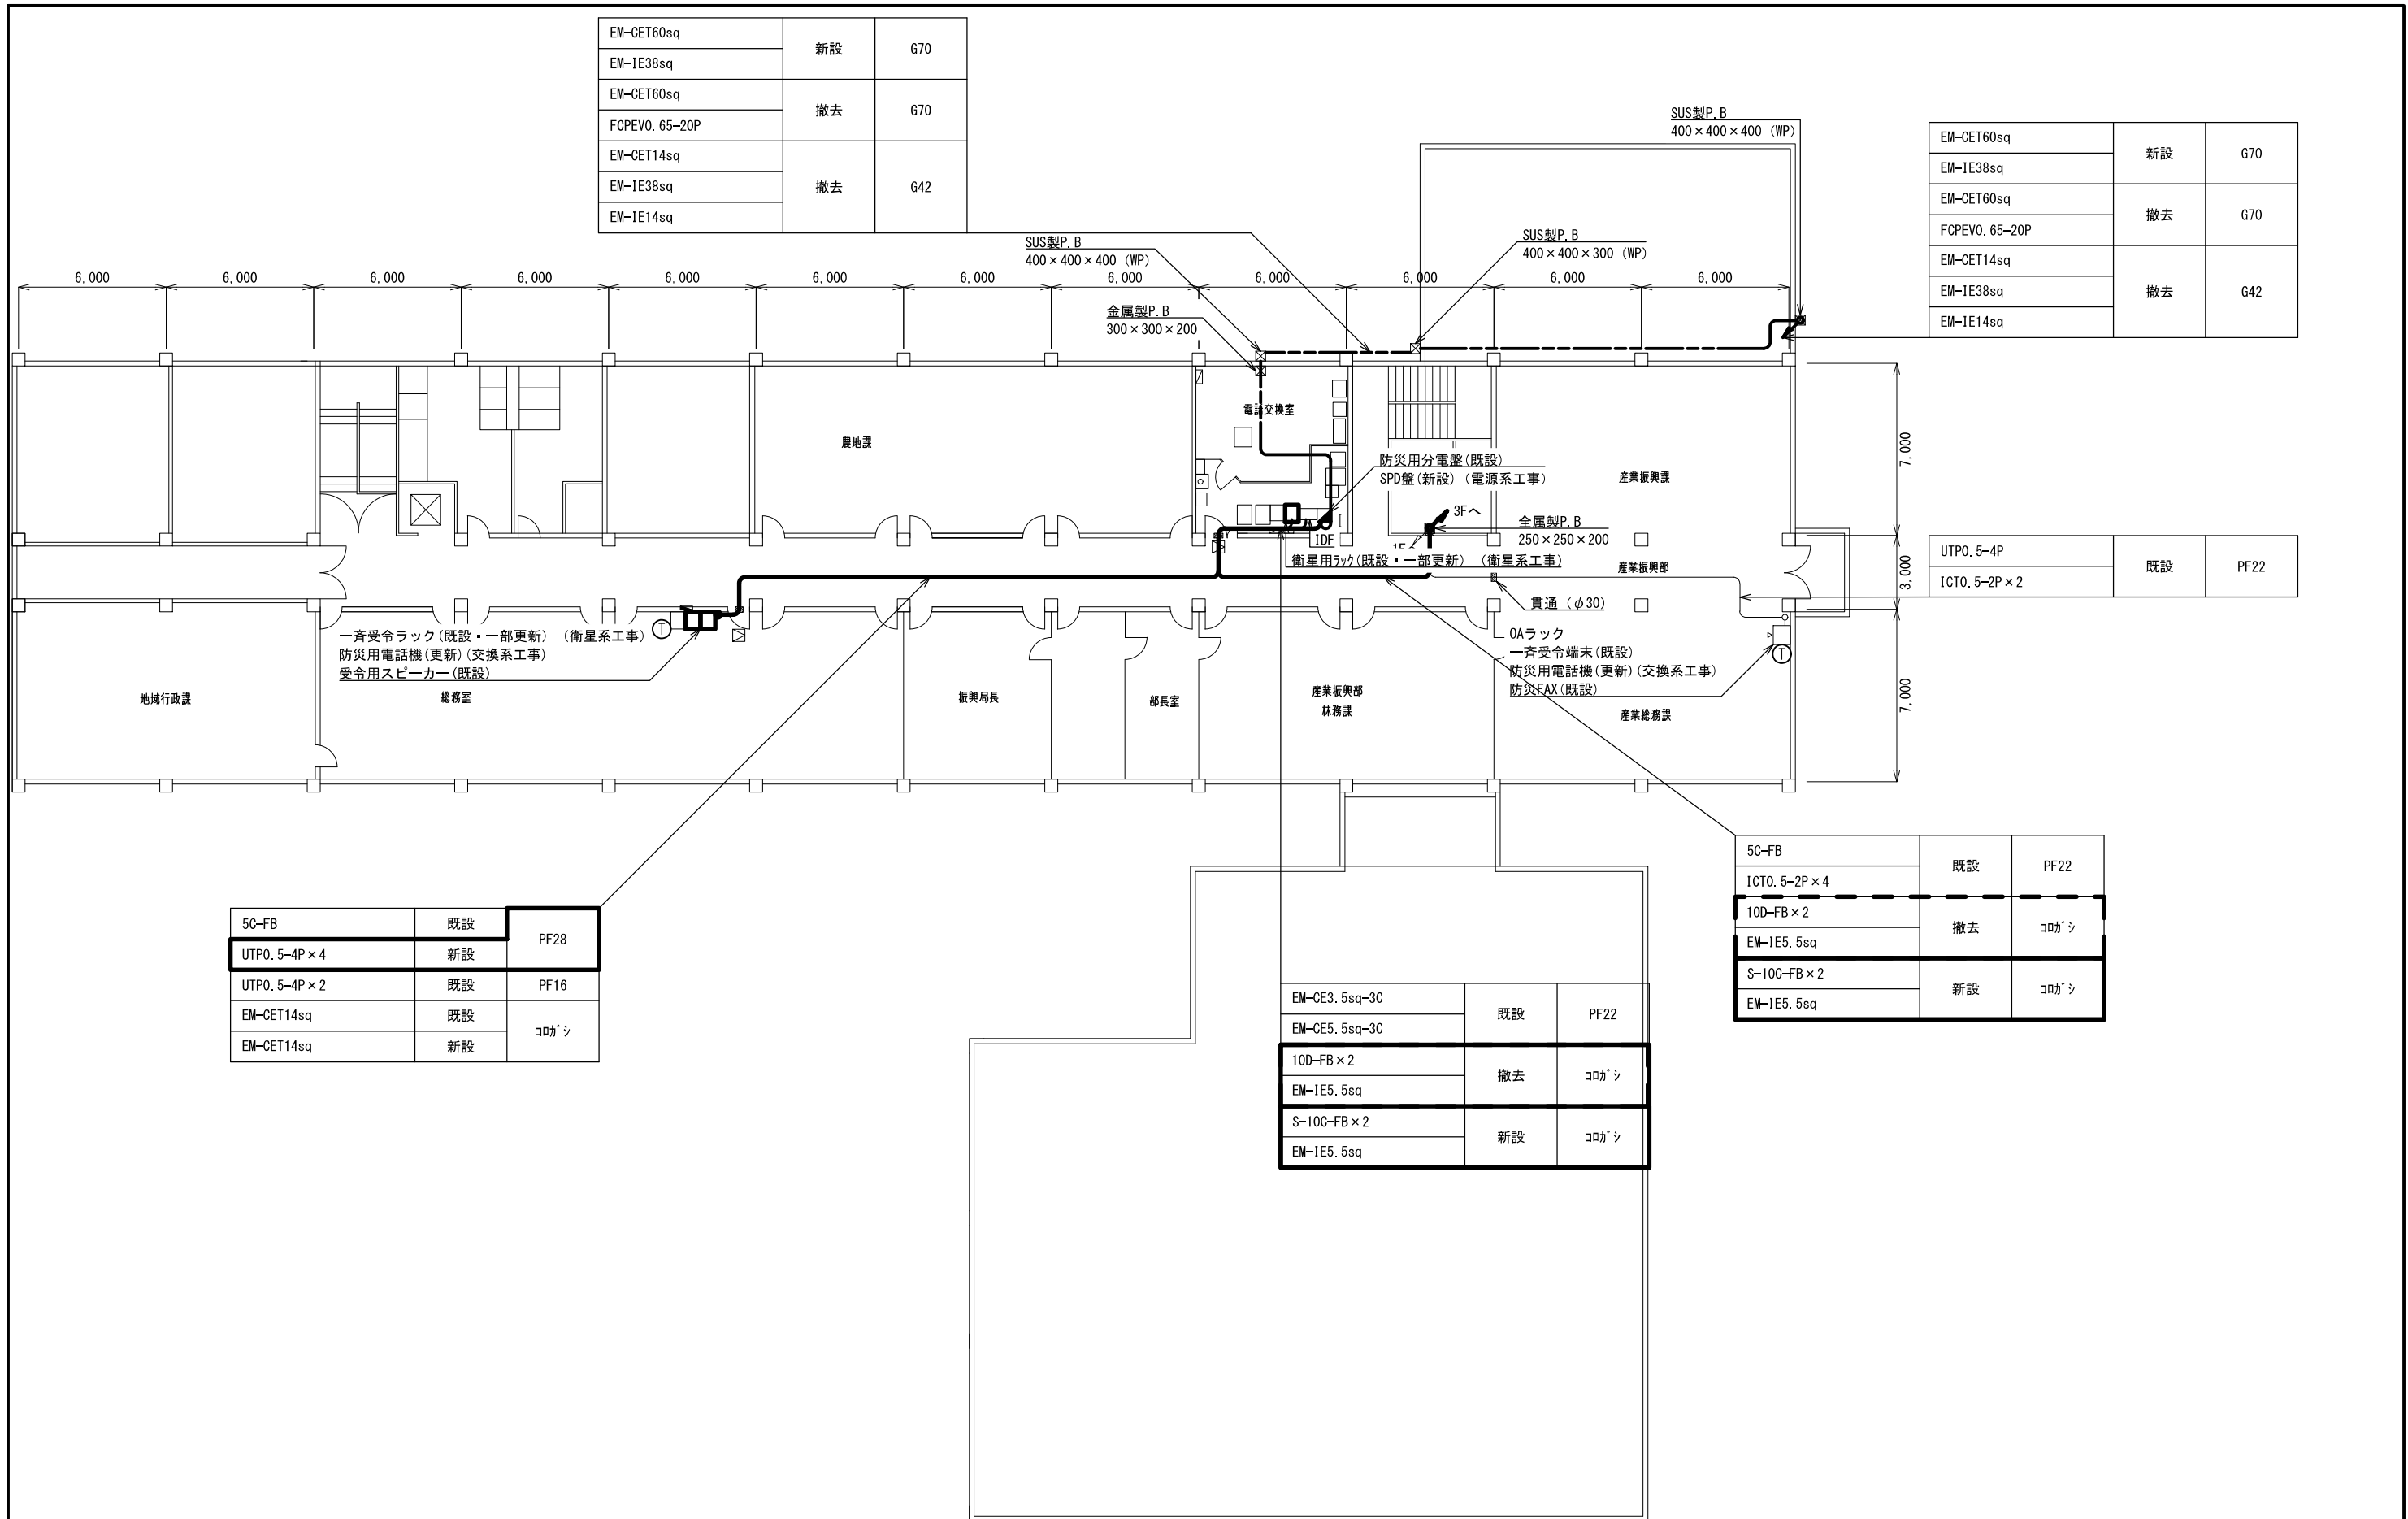 EM-CET60sq
新設 G70
EM-IE38sq
EM-CET60sq
撤去 G70
FCPEV0.65-20P
EM-CET14sq
EM-IE38sq
撤去 G42
EM-IE14sq
SUS製P.B
400×400×400 (WP)
EM-CET60sq
新設 G70
EM-IE38sq
EM-CET60sq
撤去 G70
FCPEV0.65-20P
EM-CET14sq
EM-IE38sq
撤去 G42
EM-IE14sq
SUS製P.B
400×400×400 (WP)
SUS製P.B
400×400×300 (WP)
6,000 6,000 6,000 6,000 6,000 6,000 6,000 6,000 6,000 6,000 6,000 6,000
金属製P.B
300×300×200
電話交換室
農地課
防災用分電盤(既設)
SPD盤(新設) (電源系工事)
産業振興課
7,000
3Fへ
金属製P.B
250×250×200
IDF
衛星用ラック(既設・一部更新) (衛星系工事)
産業振興部
3,000
UTP0.5-4P
既設 PF22
ICT0.5-2P×2
貫通 (φ30)
一斉受令ラック(既設・一部更新) (衛星系工事)
防災用電話機(更新)(交換系工事)
受令用スピーカー(既設)
T
OAラック
一斉受令端末(既設)
防災用電話機(更新)(交換系工事)
防災FAX(既設)
T
7,000
地域行政課
総務室
振興局長
部長室
産業振興部
林務課
産業総務課
5C-FB
既設 PF22
ICT0.5-2P×4
10D-FB×2
撤去 コロガシ
EM-IE5.5sq
S-10C-FB×2
新設 コロガシ
EM-IE5.5sq
5C-FB 既設
PF28
UTP0.5-4P×4 新設
UTP0.5-4P×2 既設 PF16
EM-CET14sq 既設
コロガシ
EM-CET14sq 新設
EM-CE3.5sq-3C
既設 PF22
EM-CE5.5sq-3C
10D-FB×2
撤去 コロガシ
EM-IE5.5sq
S-10C-FB×2
新設 コロガシ
EM-IE5.5sq